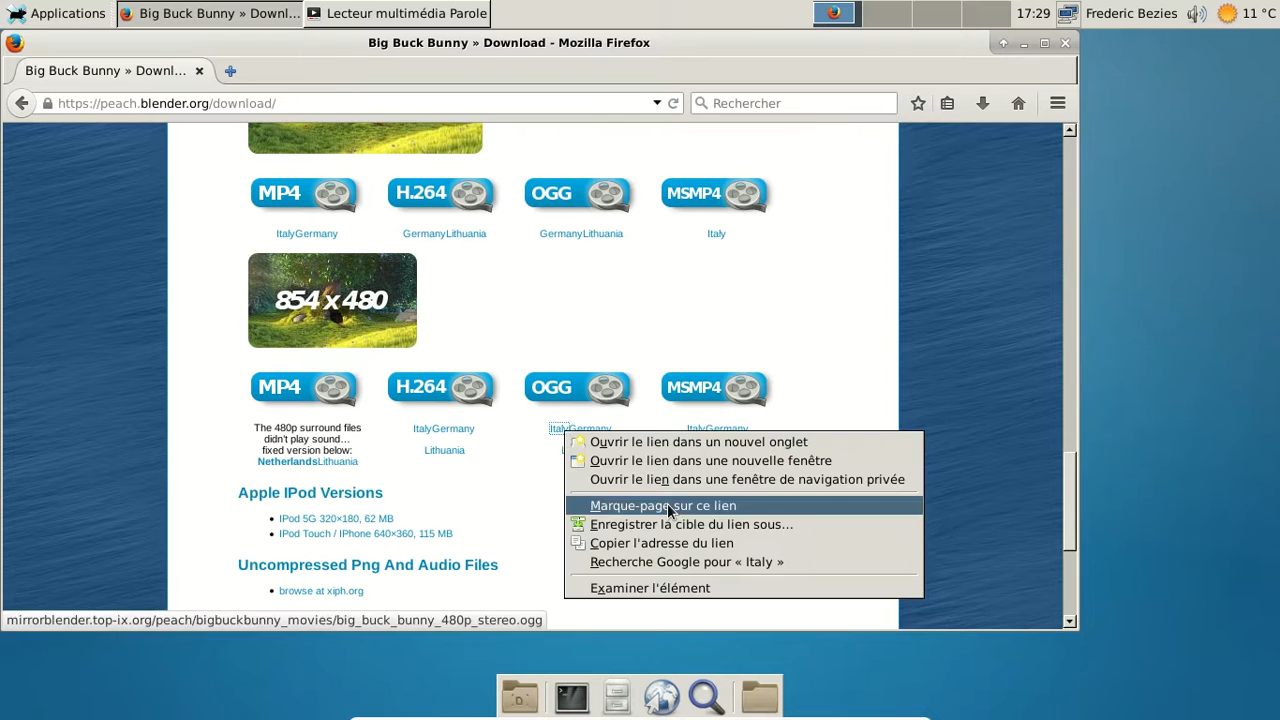 Applications
Big Buck Bunny » Downl...
Lecteur multimédia Parole
17:29
Frederic Bezies
11 °C
Big Buck Bunny » Download - Mozilla Firefox
Big Buck Bunny » Downl...
https://peach.blender.org/download/
Rechercher
MP4
H.264
OGG
MSMP4
ItalyGermany
GermanyLithuania
GermanyLithuania
Italy
854 x 480
MP4
H.264
OGG
MSMP4
The 480p surround files
didn't play sound...
fixed version below:
NetherlandsLithuania
ItalyGermany
Lithuania
ItalyGermany
ItalyGermany
Ouvrir le lien dans un nouvel onglet
Ouvrir le lien dans une nouvelle fenêtre
Ouvrir le lien dans une fenêtre de navigation privée
Marque-page sur ce lien
Enregistrer la cible du lien sous...
Copier l'adresse du lien
Recherche Google pour « Italy »
Examiner l'élément
Apple IPod Versions
IPod 5G 320×180, 62 MB
IPod Touch / IPhone 640×360, 115 MB
Uncompressed Png And Audio Files
browse at xiph.org
mirrorblender.top-ix.org/peach/bigbuckbunny_movies/big_buck_bunny_480p_stereo.ogg
D